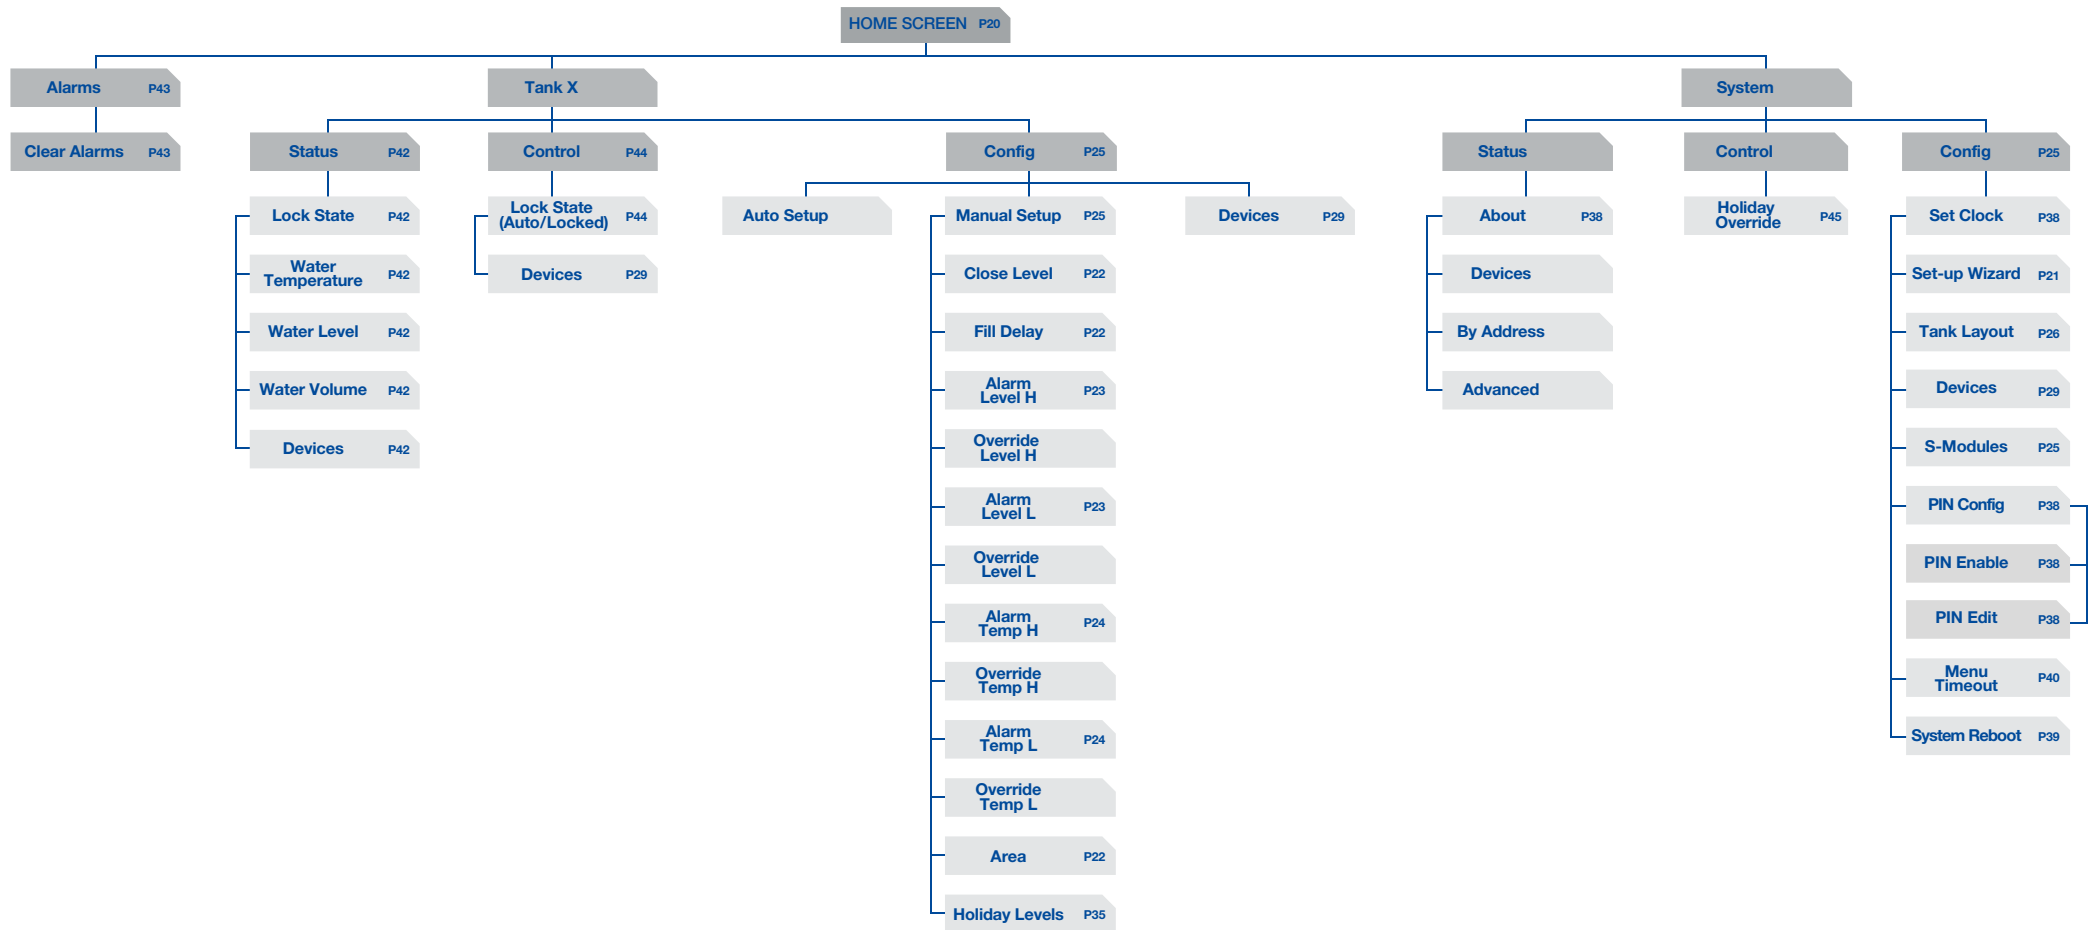 HOME SCREEN P20
Alarms P43
Tank X
System
Clear Alarms P43
Status P42
Control P44
Config P25
Status
Control
Config P25
Lock State P42
Water
Temperature P42
Water Level P42
Water Volume P42
Devices P42
Lock State
(Auto/Locked) P44
Devices P29
Auto Setup
Manual Setup P25
Close Level P22
Fill Delay P22
Alarm
Level H P23
Override
Level H
Alarm
Level L P23
Override
Level L
Alarm
Temp H P24
Override
Temp H
Alarm
Temp L P24
Override
Temp L
Area P22
Holiday Levels P35
Devices P29
About P38
Devices
By Address
Advanced
Holiday
Override P45
Set Clock P38
Set-up Wizard P21
Tank Layout P26
Devices P29
S-Modules P25
PIN Config P38
PIN Enable P38
PIN Edit P38
Menu
Timeout P40
System Reboot P39